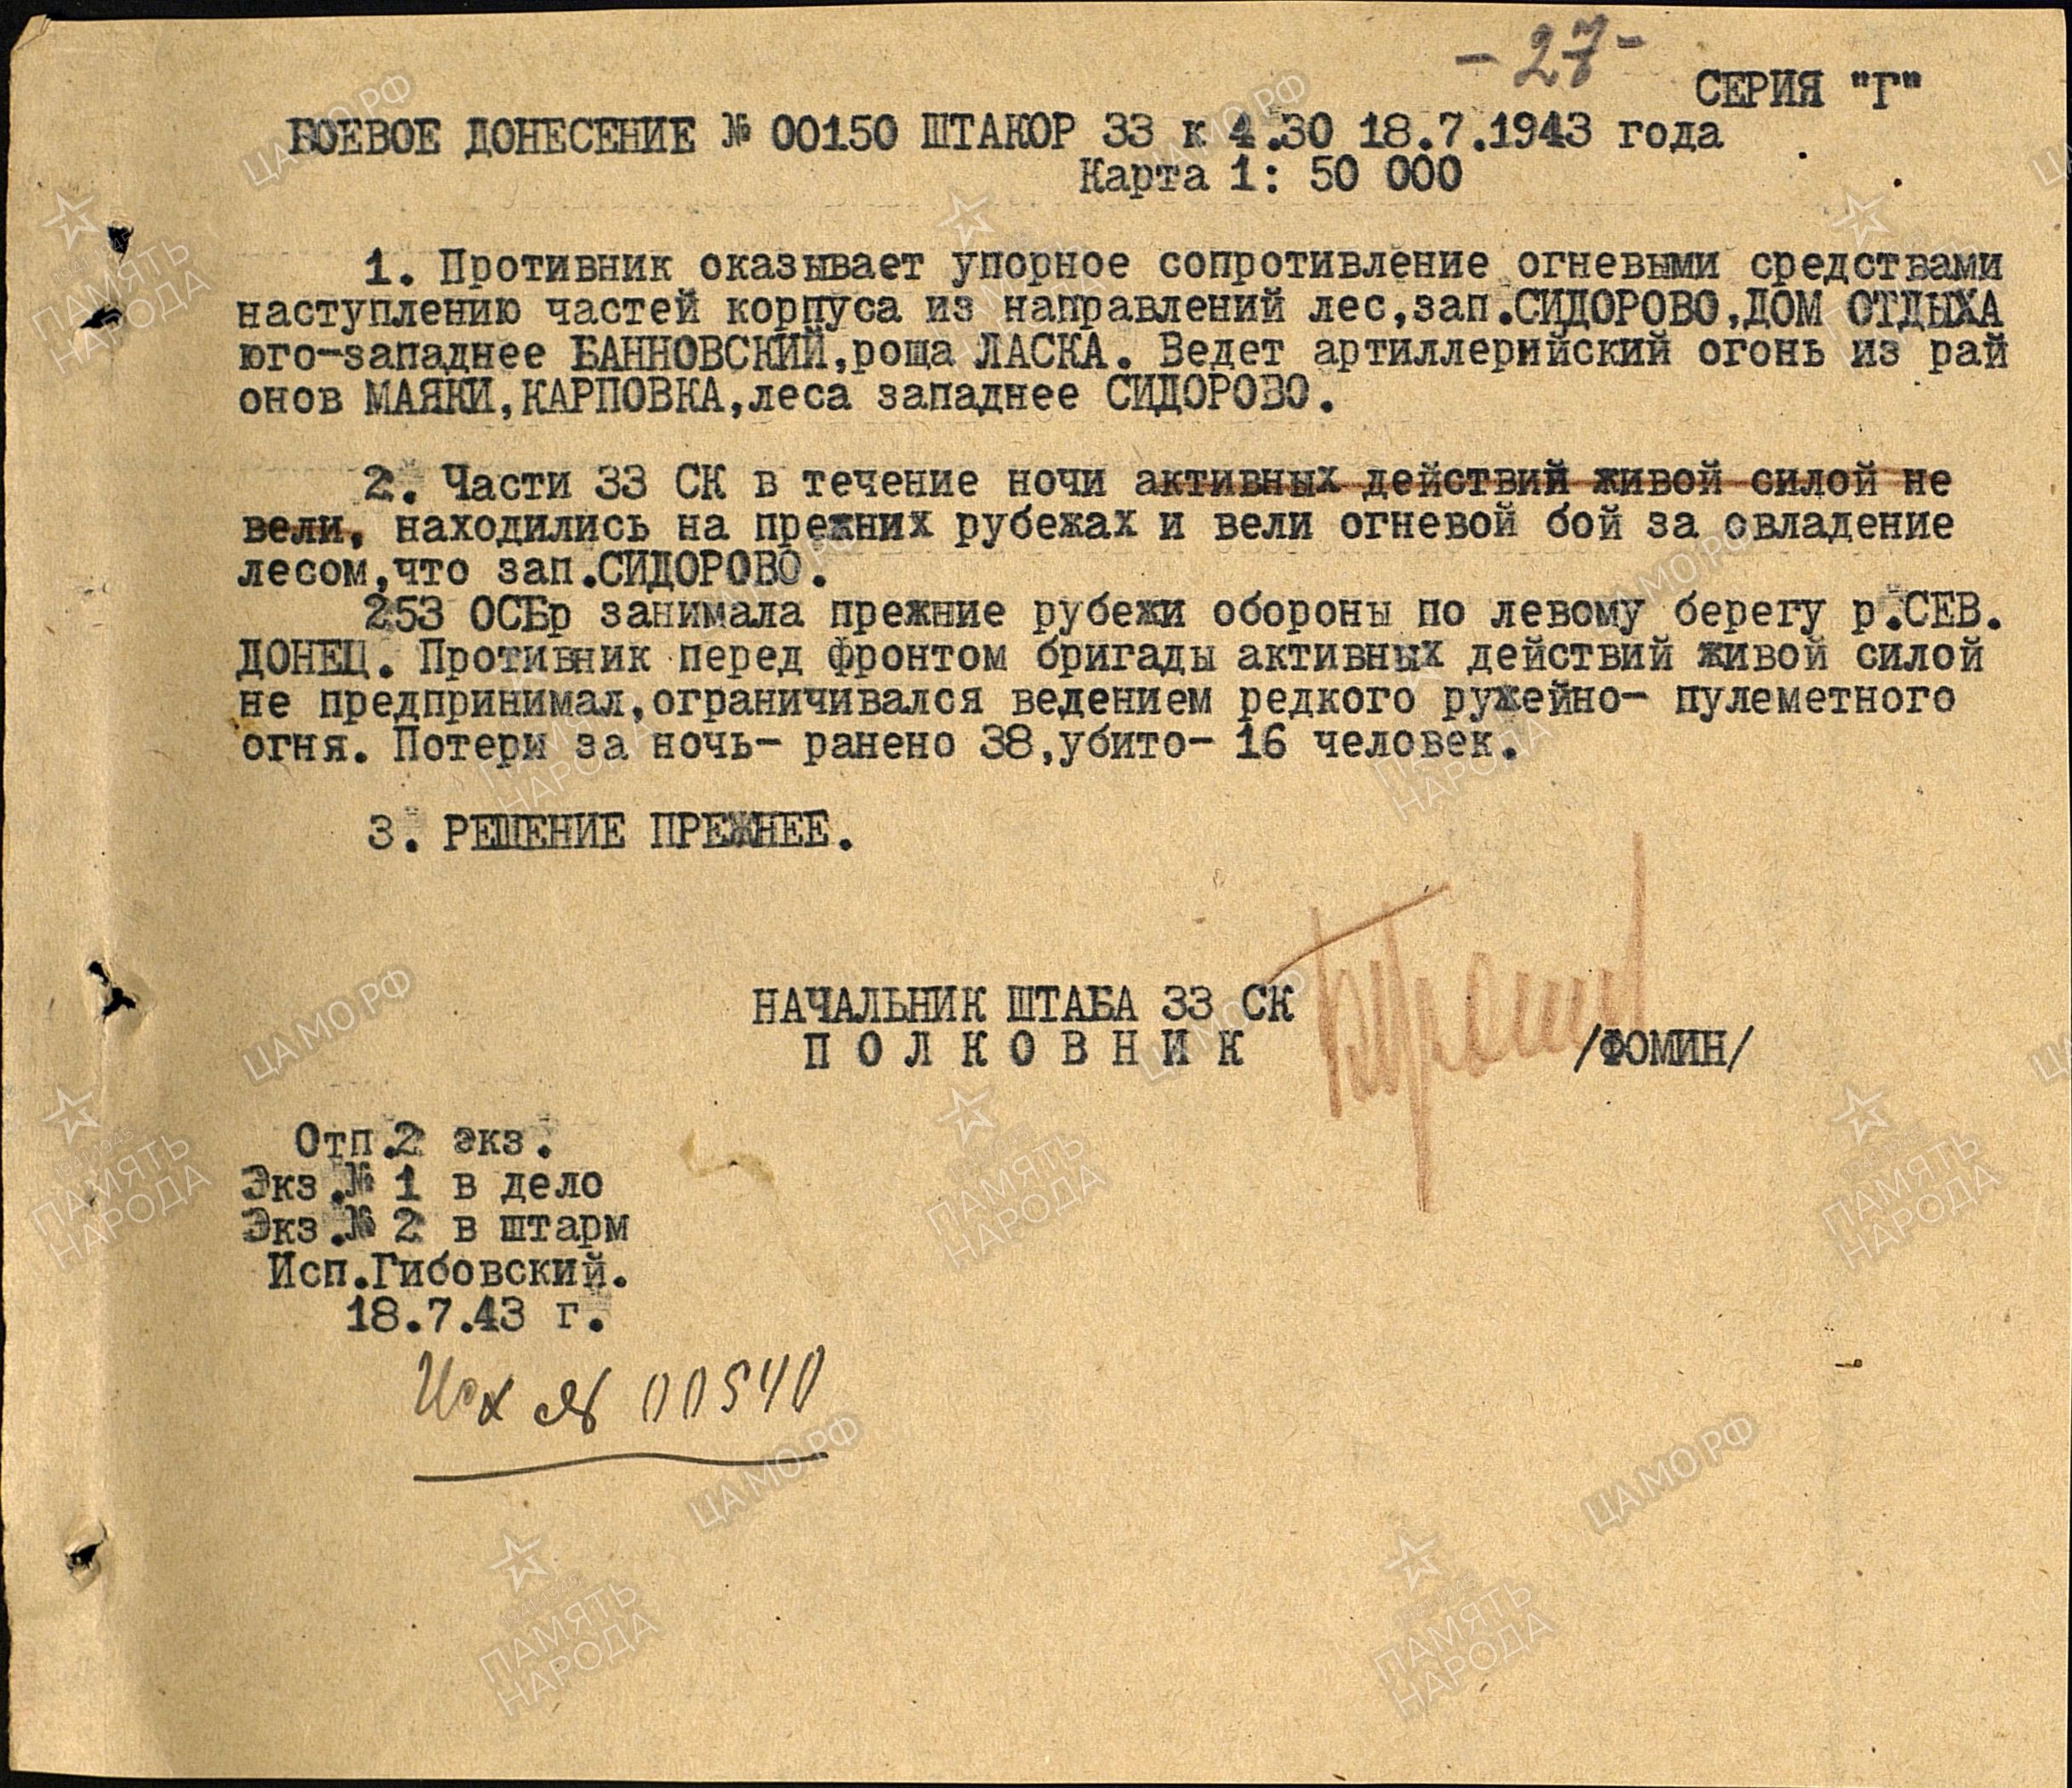 - 27 -
СЕРИЯ "Г"
БОЕВОЕ ДОНЕСЕНИЕ № 00150 ШТАКОР 33 к 4.30 18.7.1943 года
Карта 1: 50 000
1. Противник оказывает упорное сопротивление огневыми средствами
наступлению частей корпуса из направлений лес,зап.СИДОРОВО,ДОМ ОТДЫХА
юго-западнее БАННОВСКИЙ,роща ЛАСКА. Ведет артиллерийский огонь из рай
онов МАЯКИ,КАРПОВКА,леса западнее СИДОРОВО.
2. Части 33 СК в течение ночи активных действий живой силой не
вели, находились на прежних рубежах и вели огневой бой за овладение
лесом,что зап.СИДОРОВО.
253 ОСБр занимала прежние рубежи обороны по левому берегу р.СЕВ.
ДОНЕЦ. Противник перед фронтом бригады активных действий живой силой
не предпринимал,ограничивался ведением редкого ружейно- пулеметного
огня. Потери за ночь- ранено 38,убито- 16 человек.
3. РЕШЕНИЕ ПРЕЖНЕЕ.
НАЧАЛЬНИК ШТАБА 33 СК
П О Л К О В Н И К /ФОМИН/
Отп.2 экз.
Экз.№ 1 в дело
Экз.№ 2 в штарм
Исп.Гибовский.
18.7.43 г.
Исх № 00540
ЦАМО РФ
ПАМЯТЬ НАРОДА